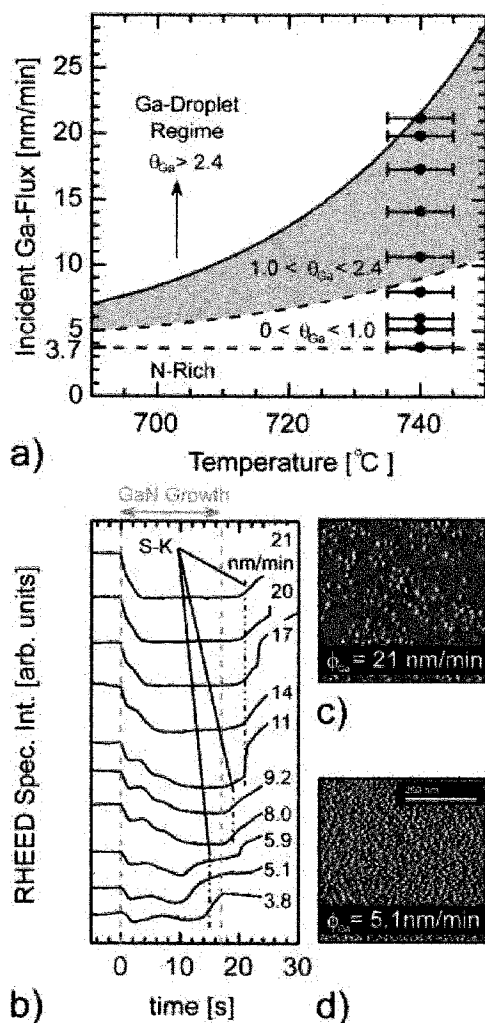 25
20
15
10
5
3.7
0
Incident Ga-Flux [nm/min]
Ga-Droplet
Regime
θGa > 2.4
1.0 < θGa < 2.4
0 < θGa < 1.0
N-Rich
700
720
740
Temperature [°C]
a)
GaN Growth
S-K
21
nm/min
20
17
14
11
9.2
8.0
5.9
5.1
3.8
RHEED Spec. Int. [arb. units]
0
10
20
30
time [s]
b)
ϕGa = 21 nm/min
c)
250 nm
ϕGa = 5.1nm/min
d)